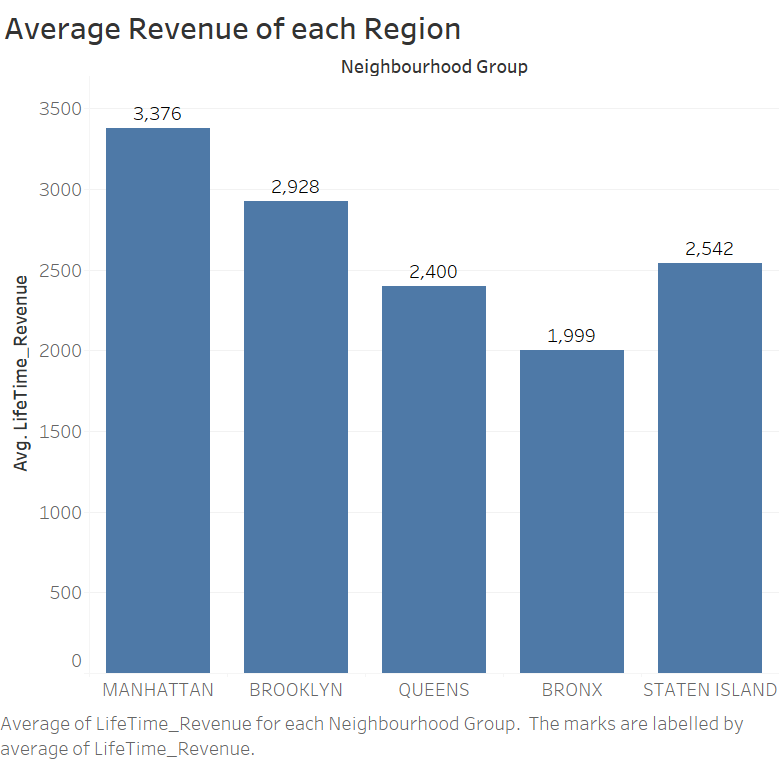 Average Revenue of each Region
Neighbourhood Group
Avg. LifeTime_Revenue
3500
3000
2500
2000
1500
1000
500
0
3,376
2,928
2,400
1,999
2,542
MANHATTAN
BROOKLYN
QUEENS
BRONX
STATEN ISLAND
Average of LifeTime_Revenue for each Neighbourhood Group.  The marks are labelled by
average of LifeTime_Revenue.